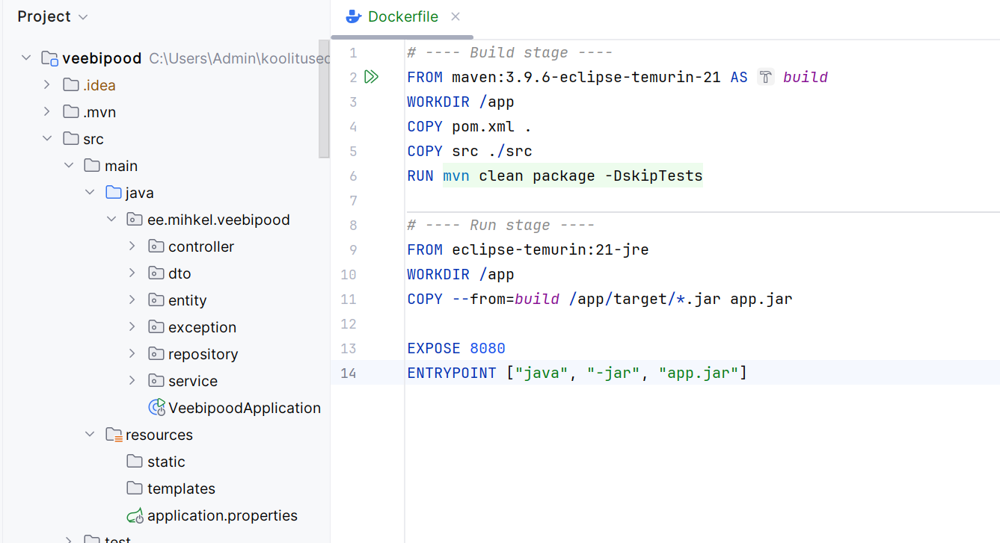 Project
veebipood C:\Users\Admin\koolitused
.idea
.mvn
src
main
java
ee.mihkel.veebipood
controller
dto
entity
exception
repository
service
VeebipoodApplication
resources
static
templates
application.properties
test
Dockerfile
1 # ---- Build stage ----
2 FROM maven:3.9.6-eclipse-temurin-21 AS build
3 WORKDIR /app
4 COPY pom.xml .
5 COPY src ./src
6 RUN mvn clean package -DskipTests
7
8 # ---- Run stage ----
9 FROM eclipse-temurin:21-jre
10 WORKDIR /app
11 COPY --from=build /app/target/*.jar app.jar
12
13 EXPOSE 8080
14 ENTRYPOINT ["java", "-jar", "app.jar"]